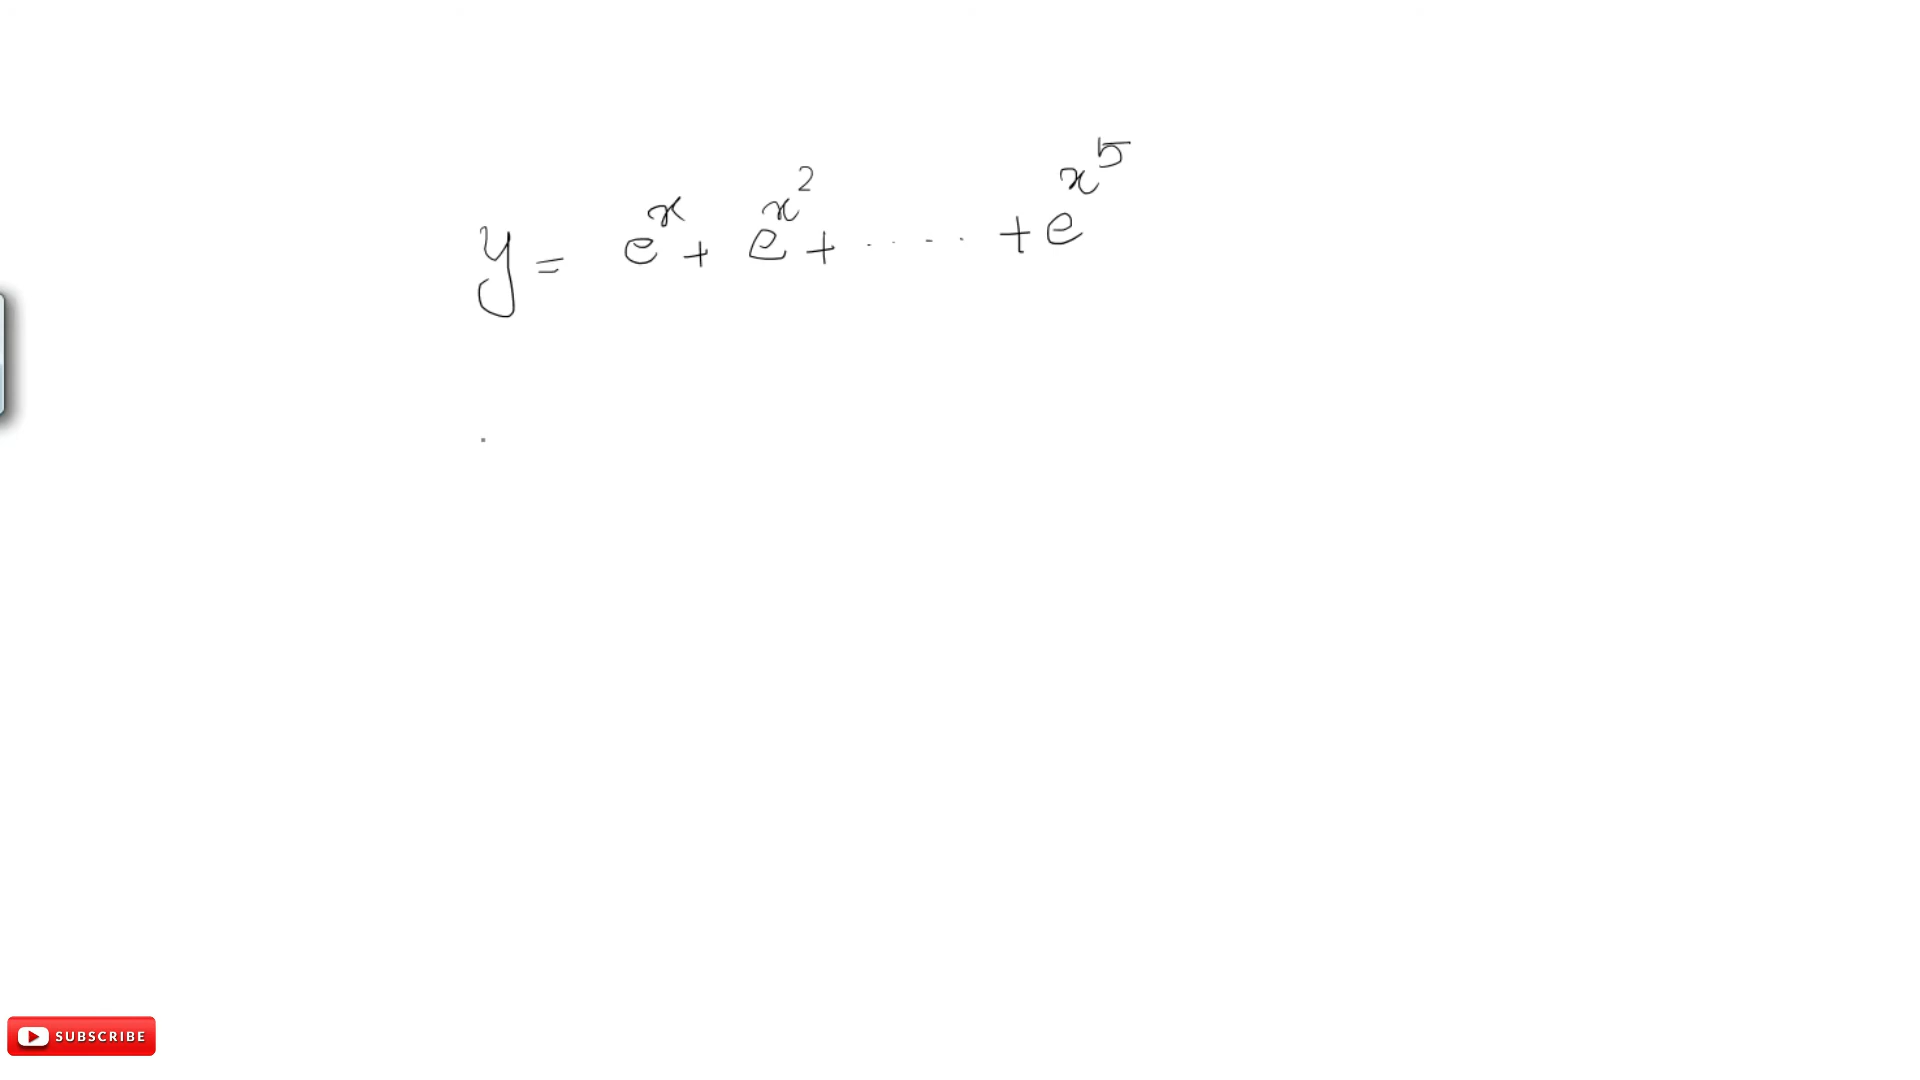 y = e^x + e^{x^2} + ..... + e^{x^5}
SUBSCRIBE